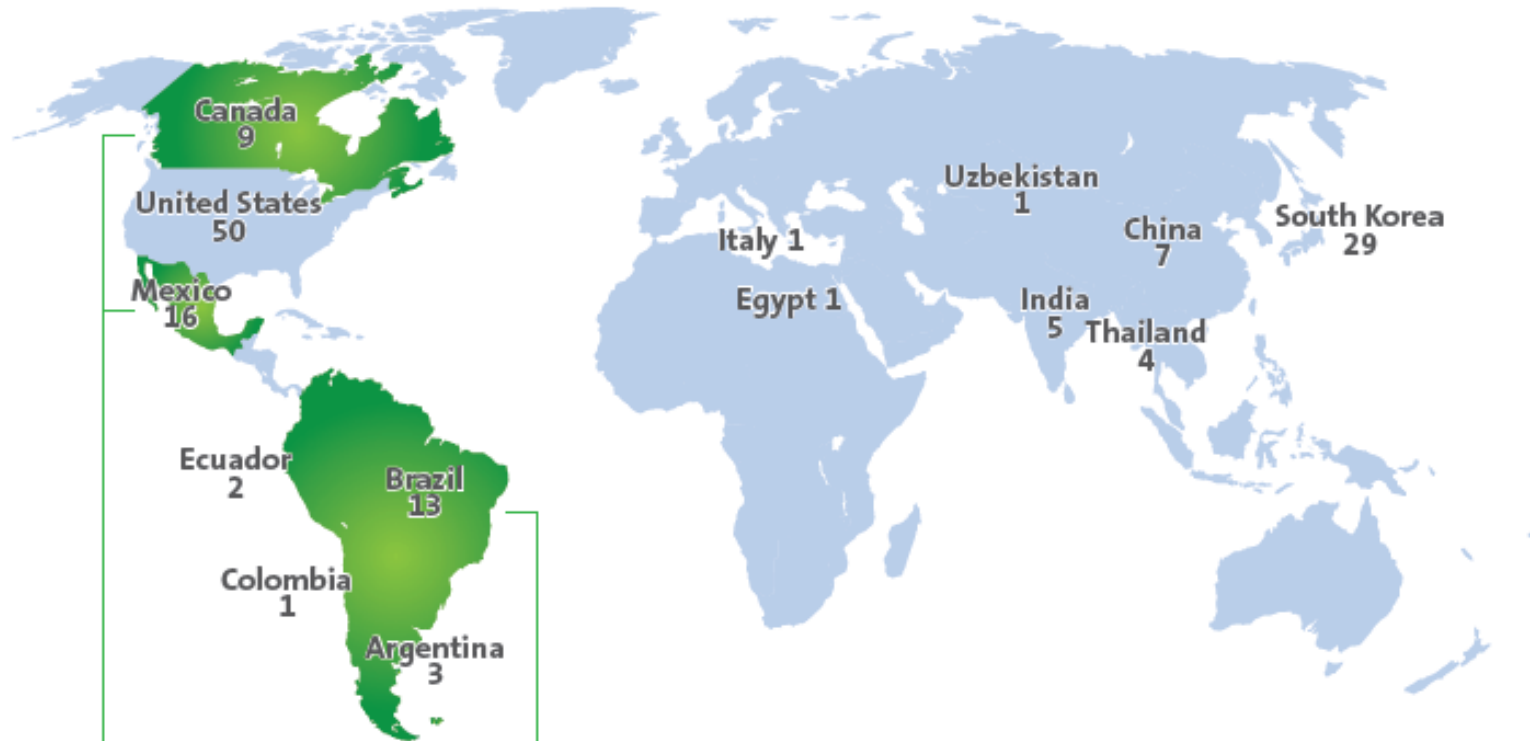 Canada
9
United States
50
Mexico
16
Ecuador
2
Brazil
13
Colombia
1
Argentina
3
Italy 1
Egypt 1
Uzbekistan
1
China
7
South Korea
29
India
5
Thailand
4